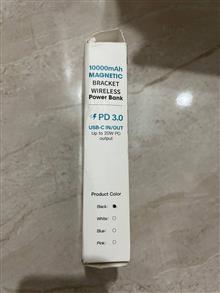 10000mAh
MAGNETIC
BRACKET
WIRELESS
Power Bank
PD 3.0
USB-C IN/OUT
Up to 20W PD
output
Product Color
Black:
White:
Blue:
Pink: